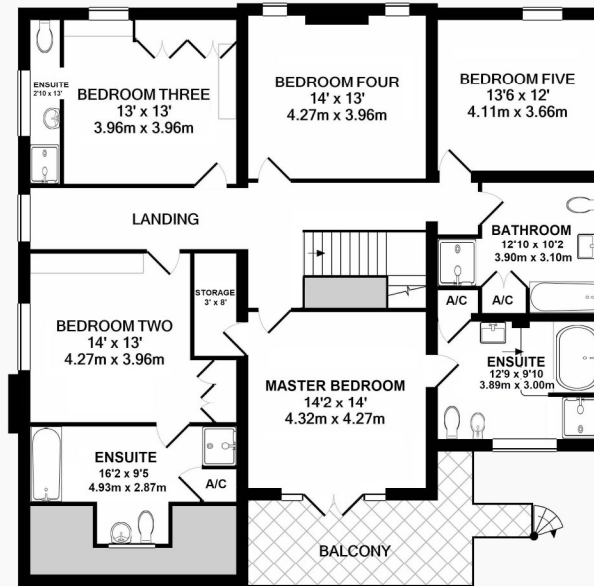 ENSUITE
2'10 x 13'
BEDROOM THREE
13' x 13'
3.96m x 3.96m
BEDROOM FOUR
14' x 13'
4.27m x 3.96m
BEDROOM FIVE
13'6 x 12'
4.11m x 3.66m
LANDING
BATHROOM
12'10 x 10'2
3.90m x 3.10m
STORAGE
3' x 8'
A/C
A/C
BEDROOM TWO
14' x 13'
4.27m x 3.96m
MASTER BEDROOM
14'2 x 14'
4.32m x 4.27m
ENSUITE
12'9 x 9'10
3.89m x 3.00m
ENSUITE
16'2 x 9'5
4.93m x 2.87m
A/C
BALCONY